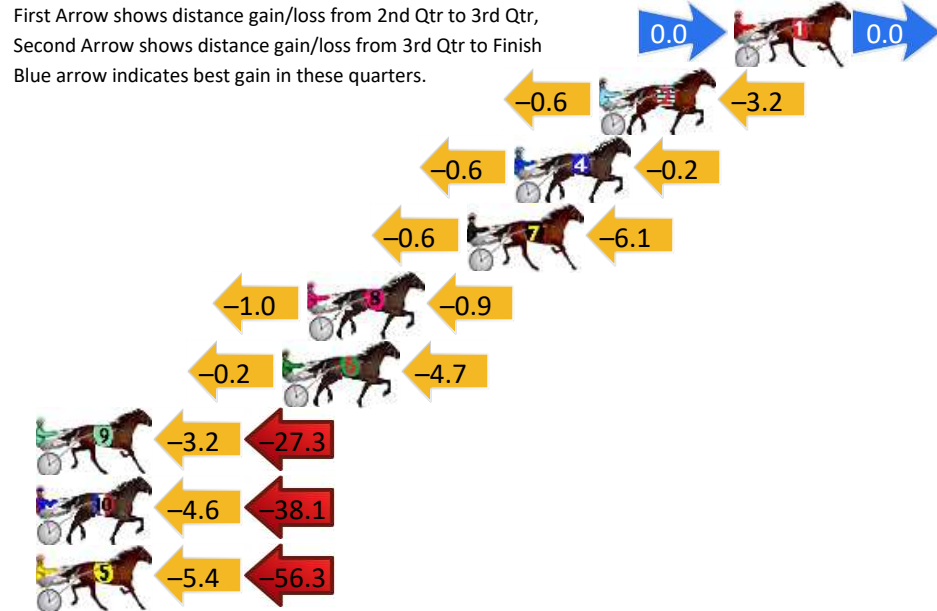 First Arrow shows distance gain/loss from 2nd Qtr to 3rd Qtr,
Second Arrow shows distance gain/loss from 3rd Qtr to Finish
Blue arrow indicates best gain in these quarters.
0.0 1 0.0
–0.6 2 –3.2
–0.6 4 –0.2
–0.6 7 –6.1
–1.0 8 –0.9
–0.2 6 –4.7
9 –3.2 –27.3
10 –4.6 –38.1
5 –5.4 –56.3